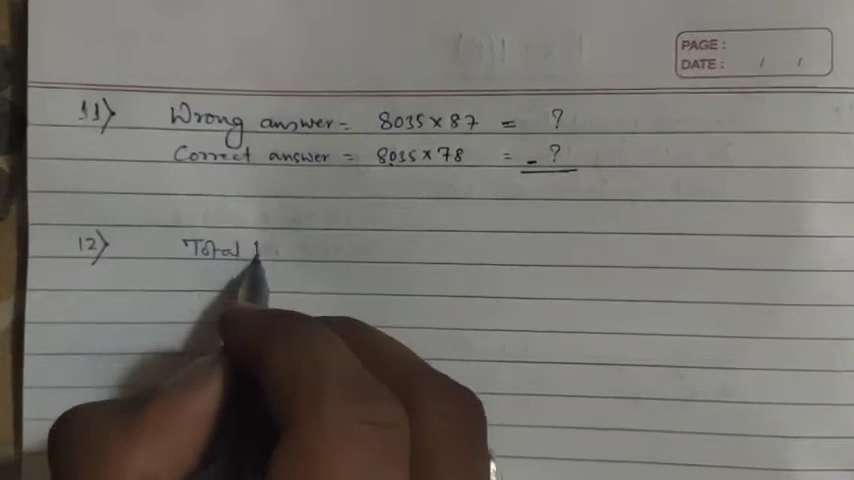 PAGE :
DATE : / /
11) Wrong answer = 8035 x 87 = ?
Correct answer = 8035 x 78 = - ?
12) Total